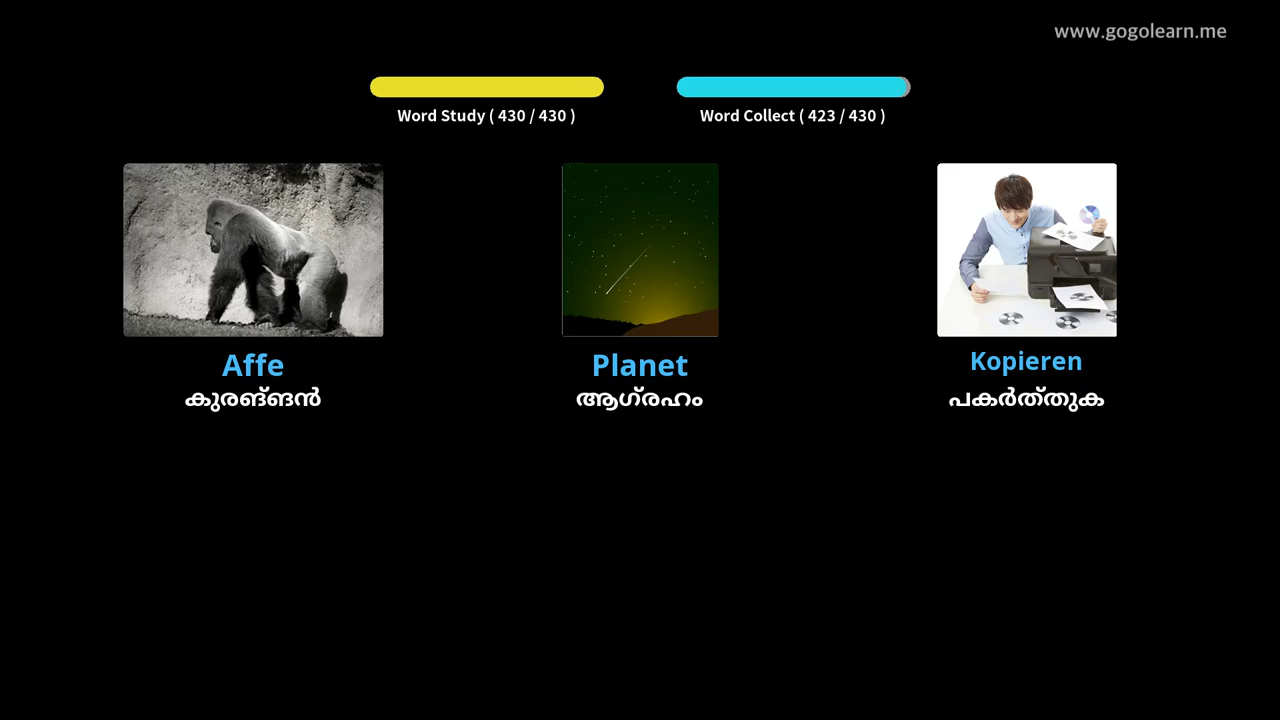 www.gogolearn.me
Word Study ( 430 / 430 )
Word Collect ( 423 / 430 )
Affe
Planet
Kopieren
കുരങ്ങൻ
ആഗ്രഹം
പകർത്തുക